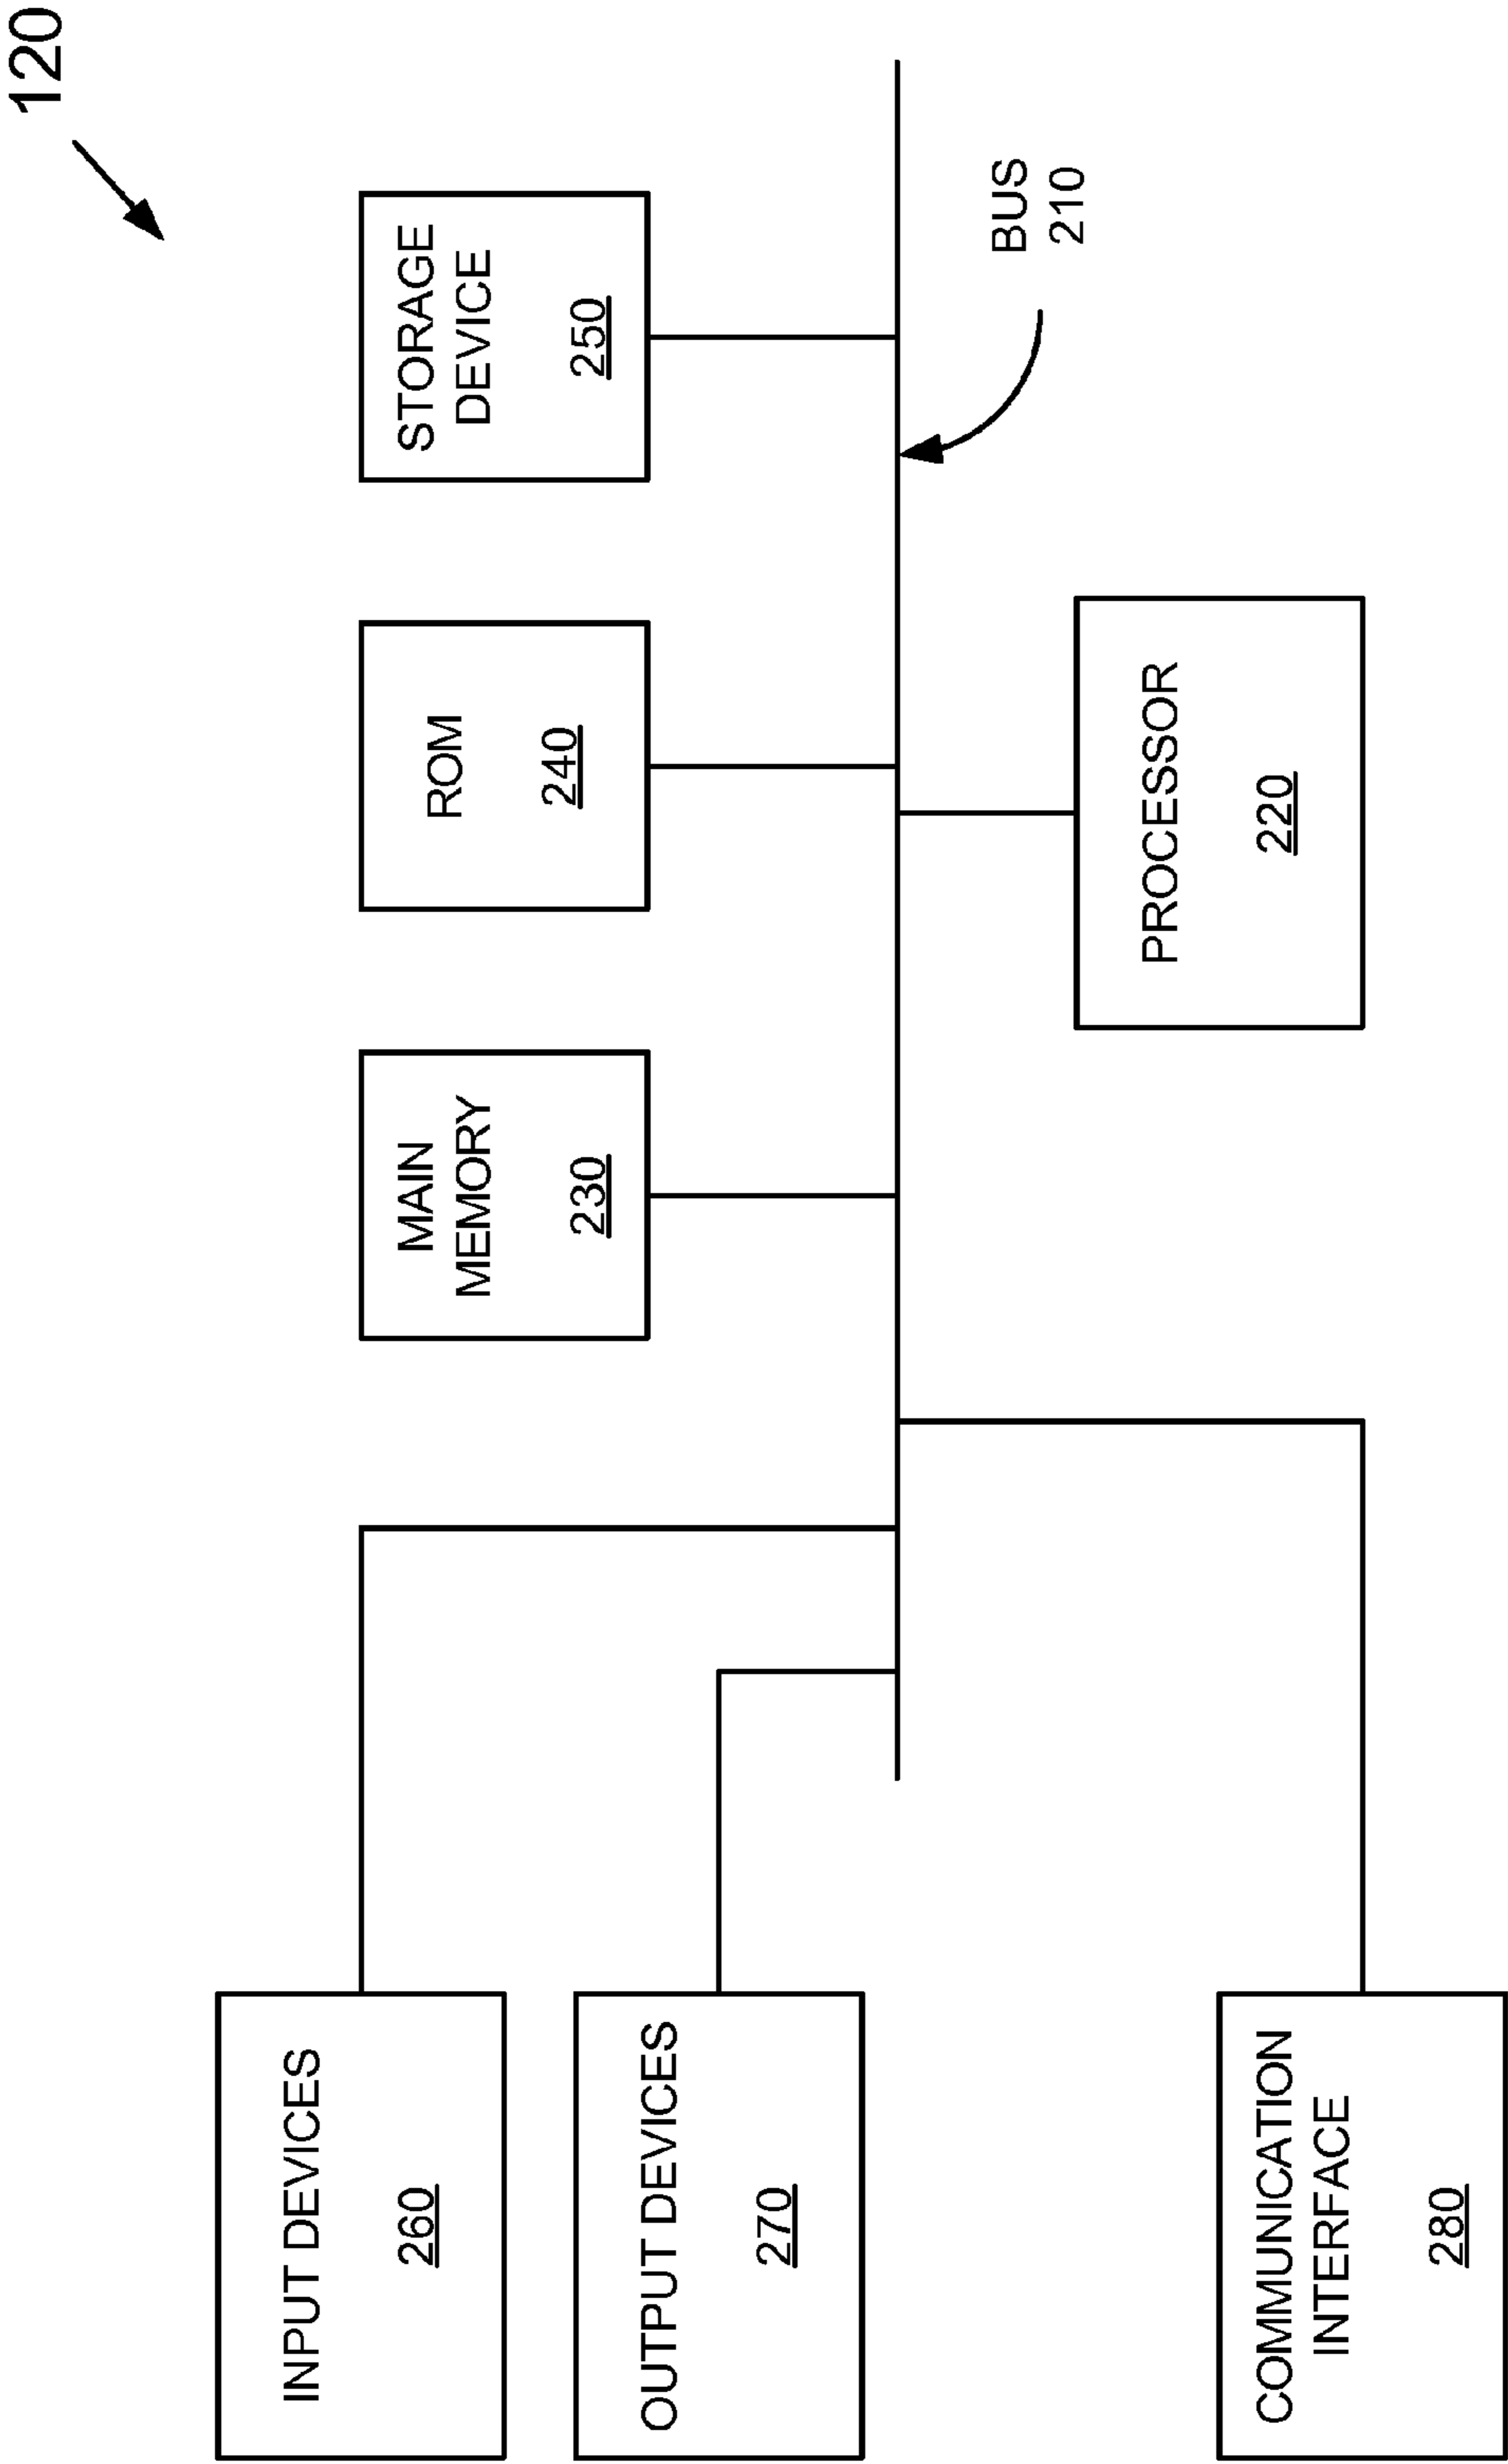 120
INPUT DEVICES
260
OUTPUT DEVICES
270
COMMUNICATION
INTERFACE
280
MAIN
MEMORY
230
ROM
240
STORAGE
DEVICE
250
BUS
210
PROCESSOR
220